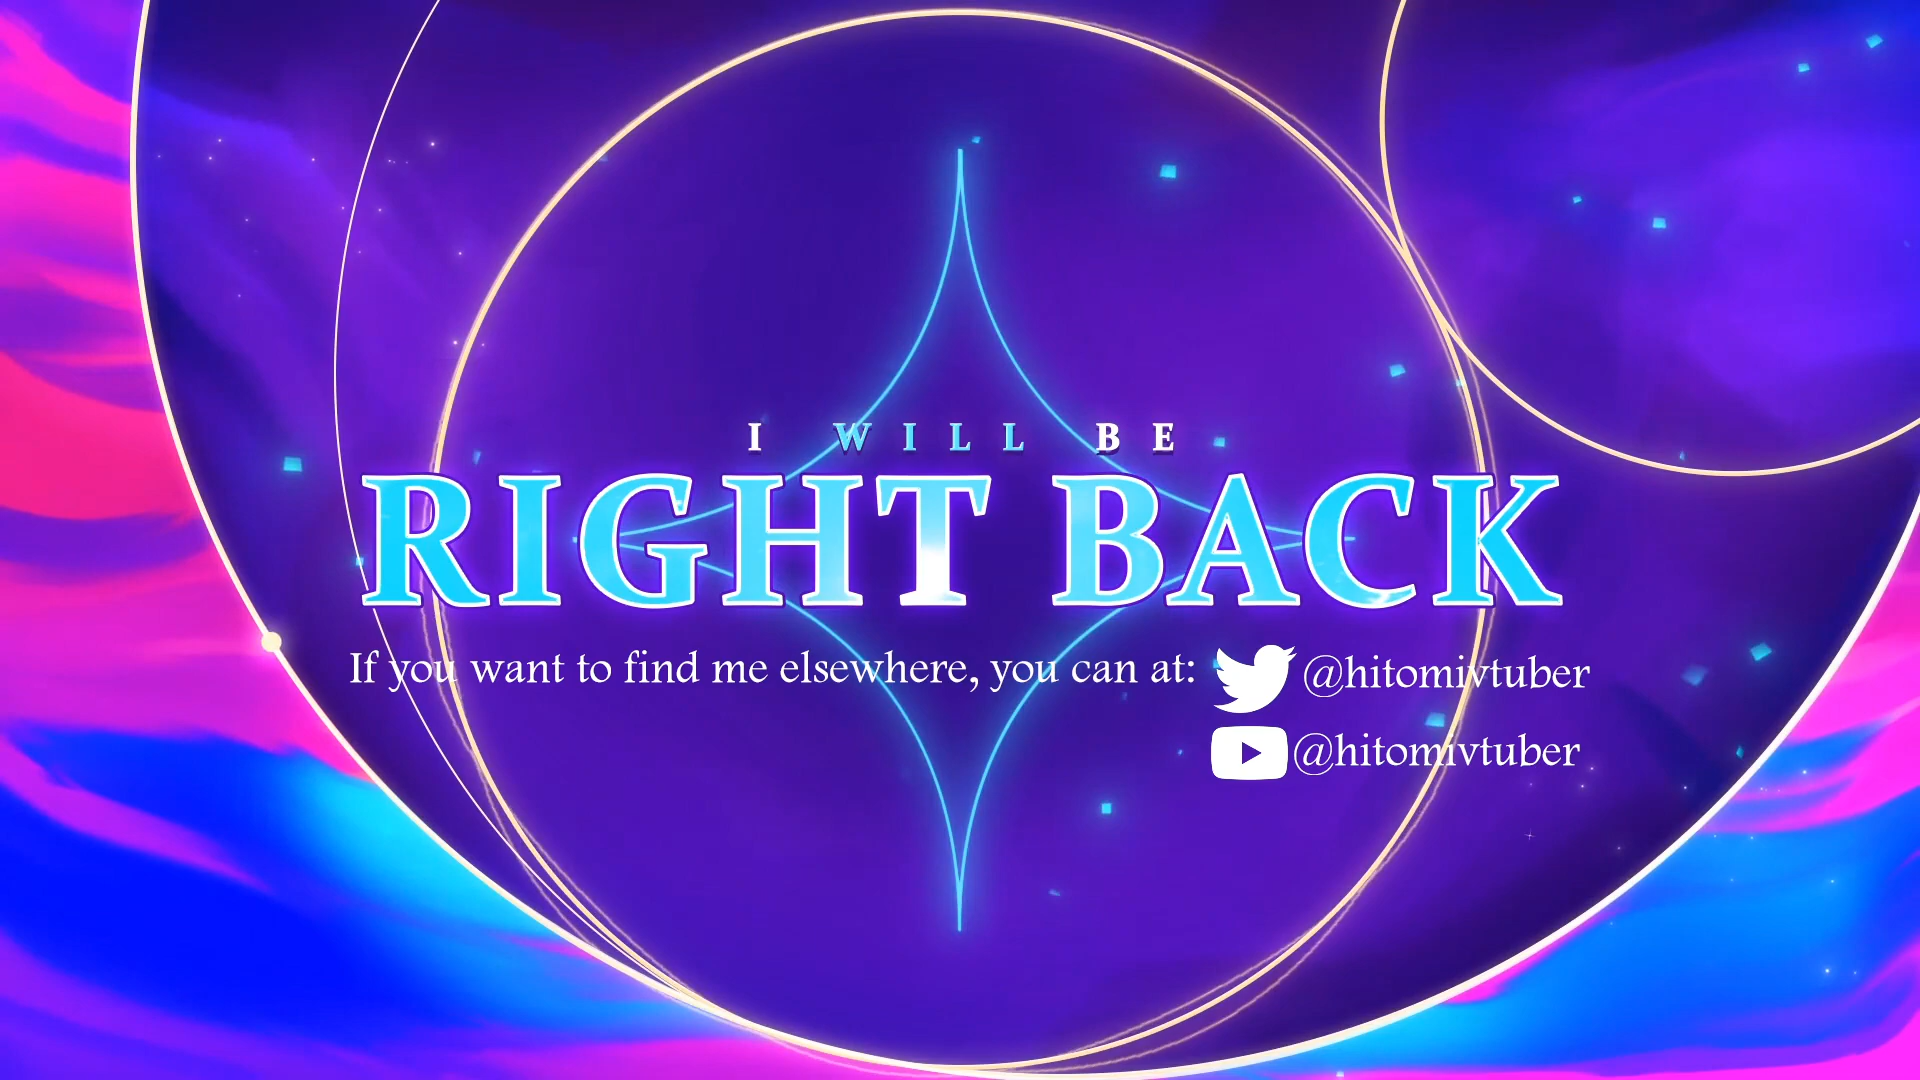 I WILL BE
RIGHT BACK
If you want to find me elsewhere, you can at: @hitomivtuber
@hitomivtuber